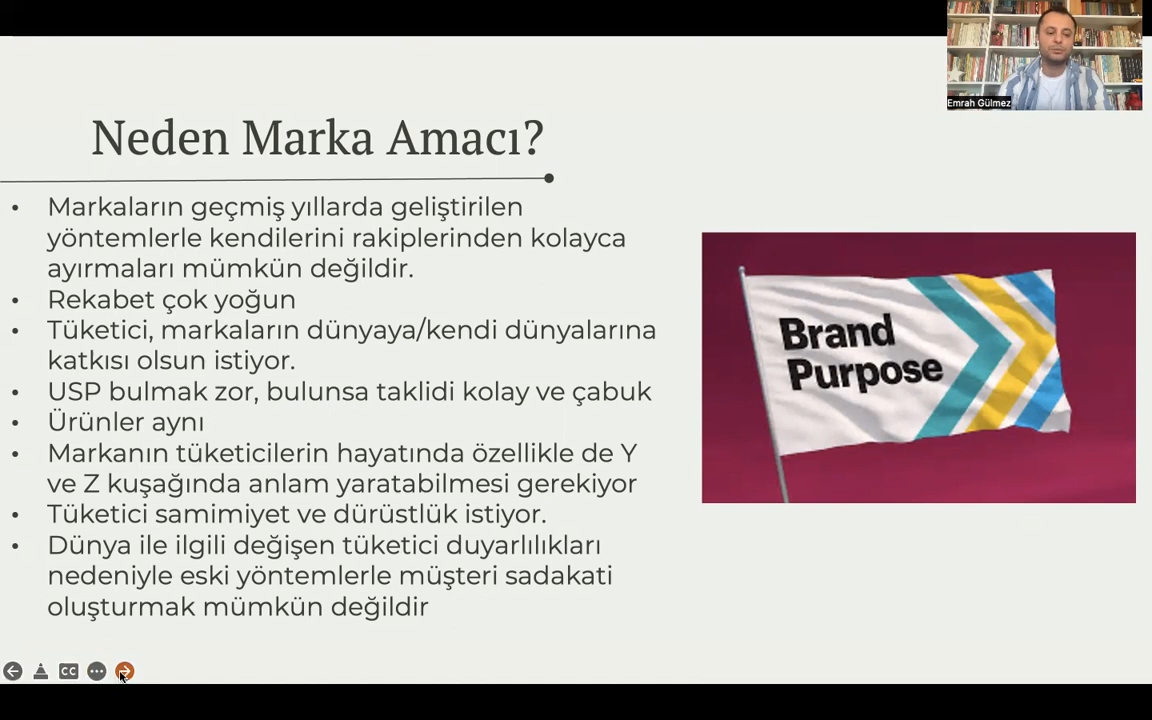 Emrah Gülmez
Neden Marka Amacı?
• Markaların geçmiş yıllarda geliştirilen
yöntemlerle kendilerini rakiplerinden kolayca
ayırmaları mümkün değildir.
• Rekabet çok yoğun
• Tüketici, markaların dünyaya/kendi dünyalarına
katkısı olsun istiyor.
• USP bulmak zor, bulunsa taklidi kolay ve çabuk
• Ürünler aynı
• Markanın tüketicilerin hayatında özellikle de Y
ve Z kuşağında anlam yaratabilmesi gerekiyor
• Tüketici samimiyet ve dürüstlük istiyor.
• Dünya ile ilgili değişen tüketici duyarlılıkları
nedeniyle eski yöntemlerle müşteri sadakati
oluşturmak mümkün değildir
Brand
Purpose
CC